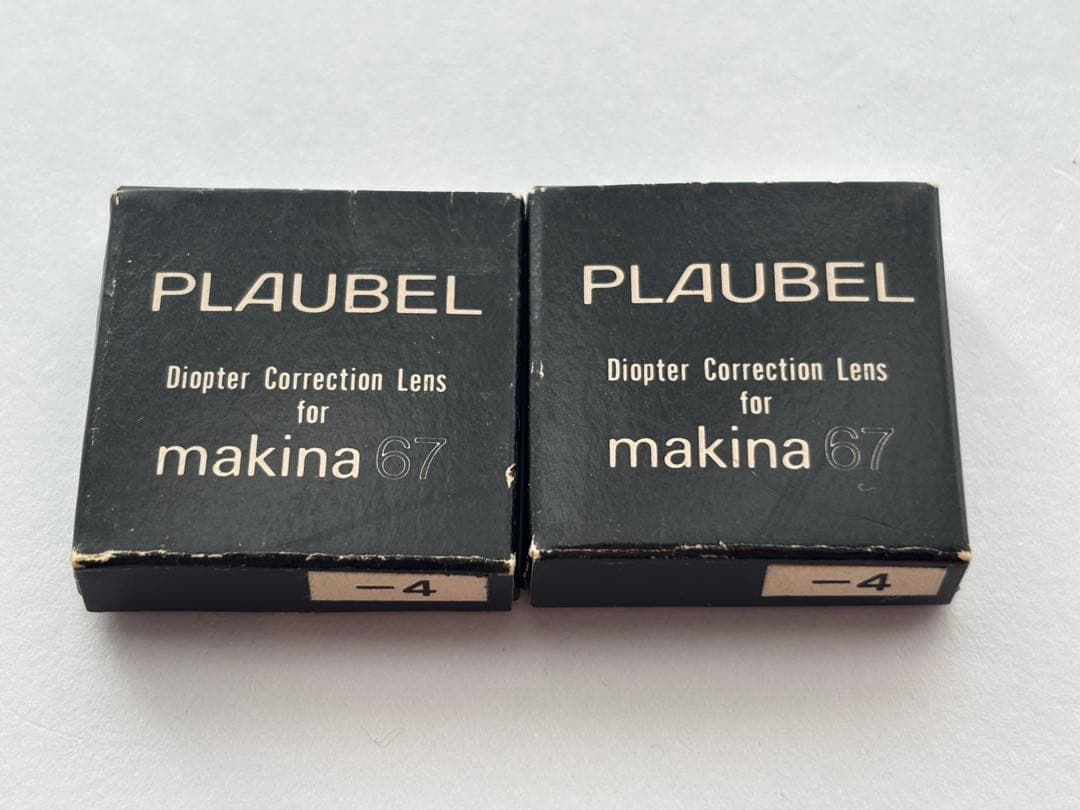 PLAUBEL
Diopter Correction Lens
for
makina 67
−4
PLAUBEL
Diopter Correction Lens
for
makina 67
−4